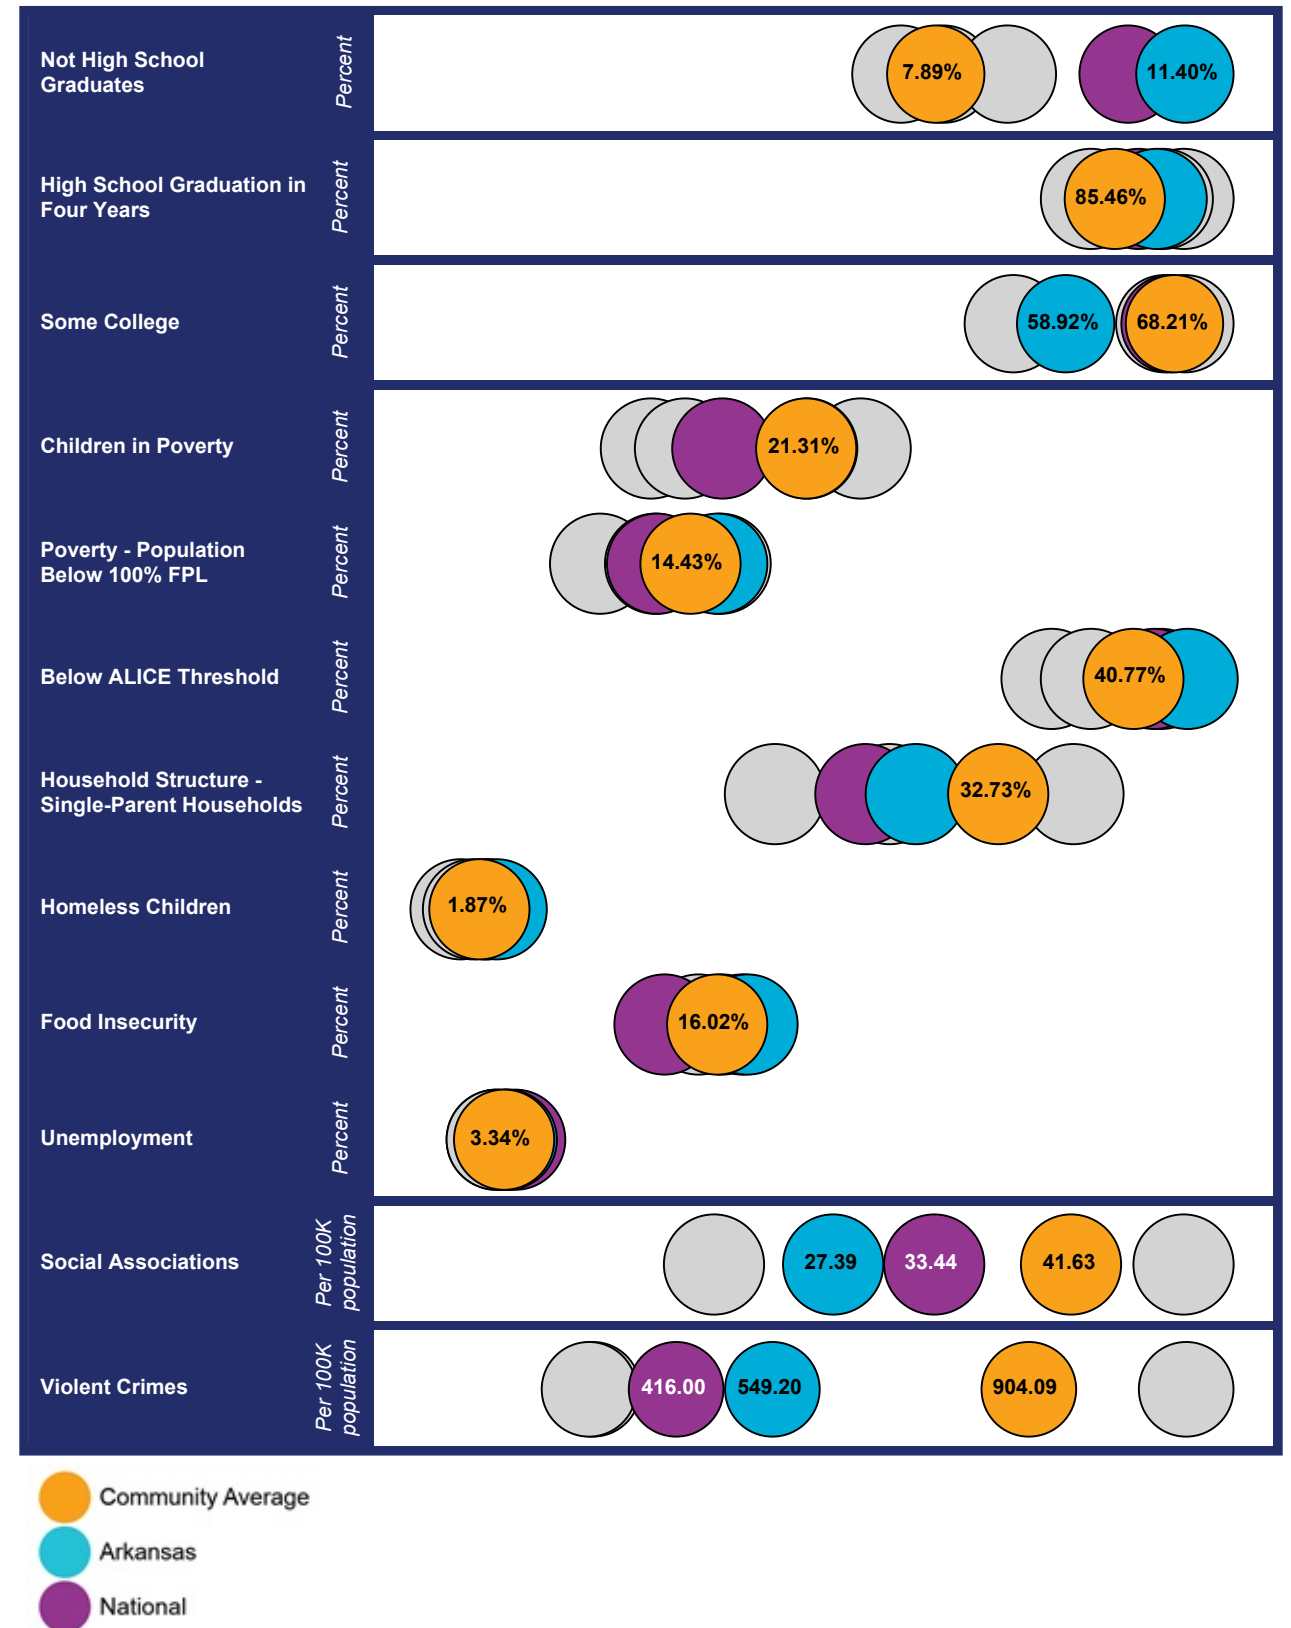 Not High School
Graduates
Percent
7.89%
11.40%
High School Graduation in
Four Years
Percent
85.46%
Some College
Percent
58.92%
68.21%
Children in Poverty
Percent
21.31%
Poverty - Population
Below 100% FPL
Percent
14.43%
Below ALICE Threshold
Percent
40.77%
Household Structure -
Single-Parent Households
Percent
32.73%
Homeless Children
Percent
1.87%
Food Insecurity
Percent
16.02%
Unemployment
Percent
3.34%
Social Associations
Per 100K
population
27.39
33.44
41.63
Violent Crimes
Per 100K
population
416.00
549.20
904.09
Community Average
Arkansas
National